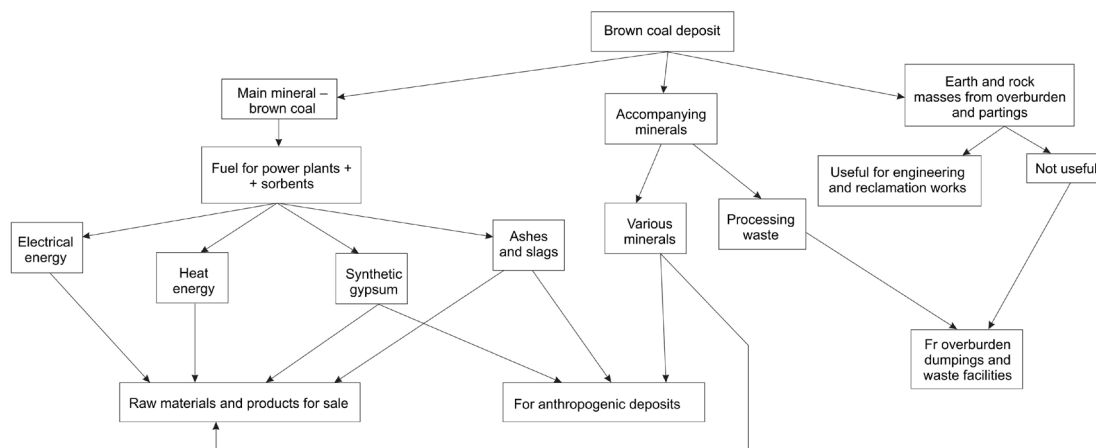 Brown coal deposit
Main mineral –
brown coal
Accompanying
minerals
Earth and rock
masses from overburden
and partings
Fuel for power plants +
+ sorbents
Useful for engineering
and reclamation works
Not useful
Electrical
energy
Heat
energy
Synthetic
gypsum
Ashes
and slags
Various
minerals
Processing
waste
Fr overburden
dumpings and
waste facilities
Raw materials and products for sale
For anthropogenic deposits